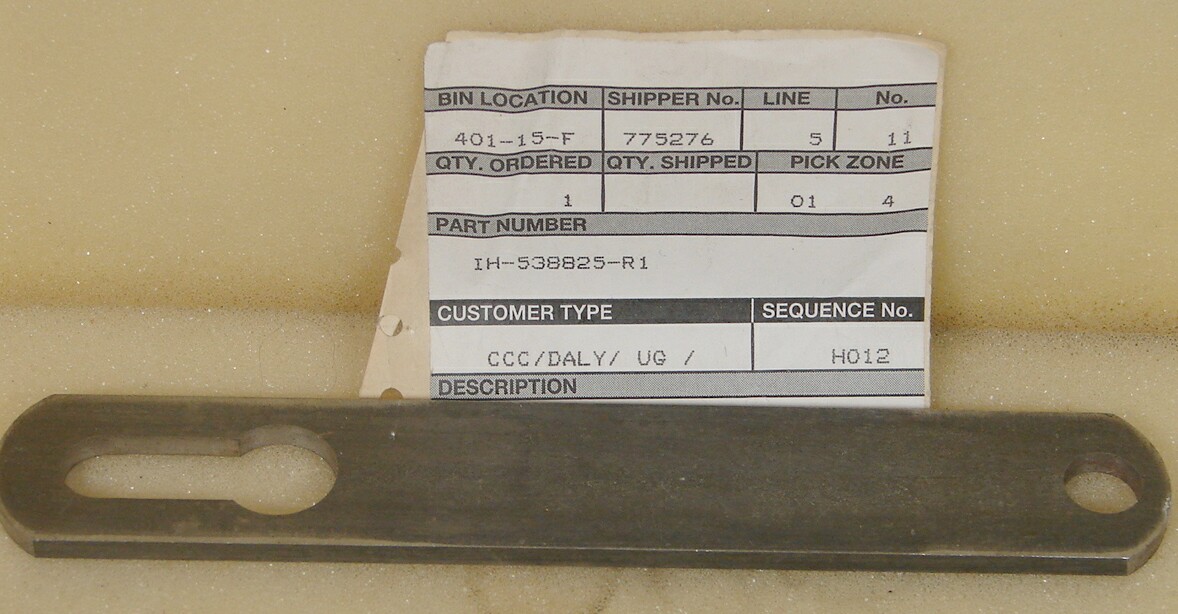 BIN LOCATION SHIPPER No. LINE No.
401-15-F 775276 5 11
QTY. ORDERED QTY. SHIPPED PICK ZONE
1 01 4
PART NUMBER
IH-538825-R1
CUSTOMER TYPE SEQUENCE No.
CCC/DALY/ UG / H012
DESCRIPTION